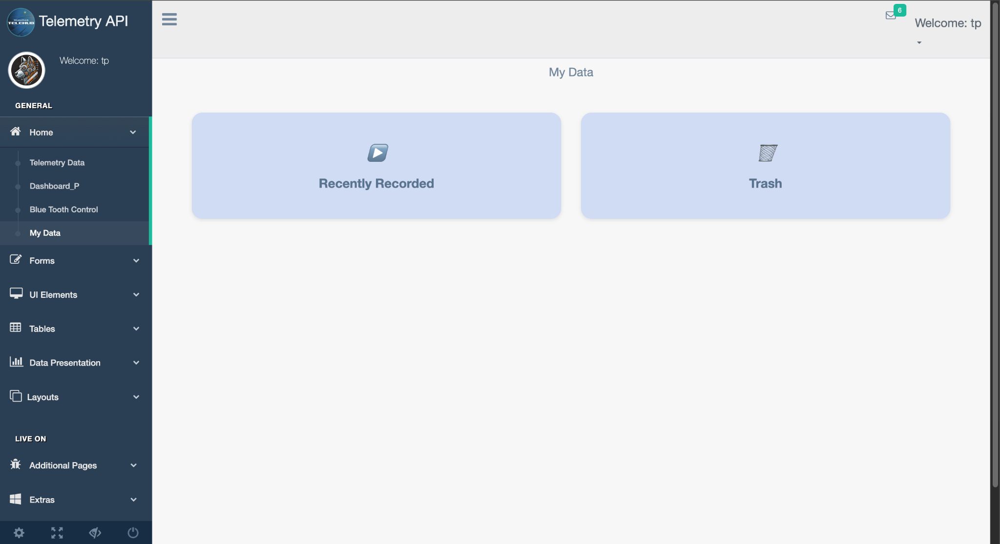 TELEHUB
Telemetry API
Welcome: tp
GENERAL
Home
Telemetry Data
Dashboard_P
Blue Tooth Control
My Data
Forms
UI Elements
Tables
Data Presentation
Layouts
LIVE ON
Additional Pages
Extras
6
Welcome: tp
My Data
Recently Recorded
Trash